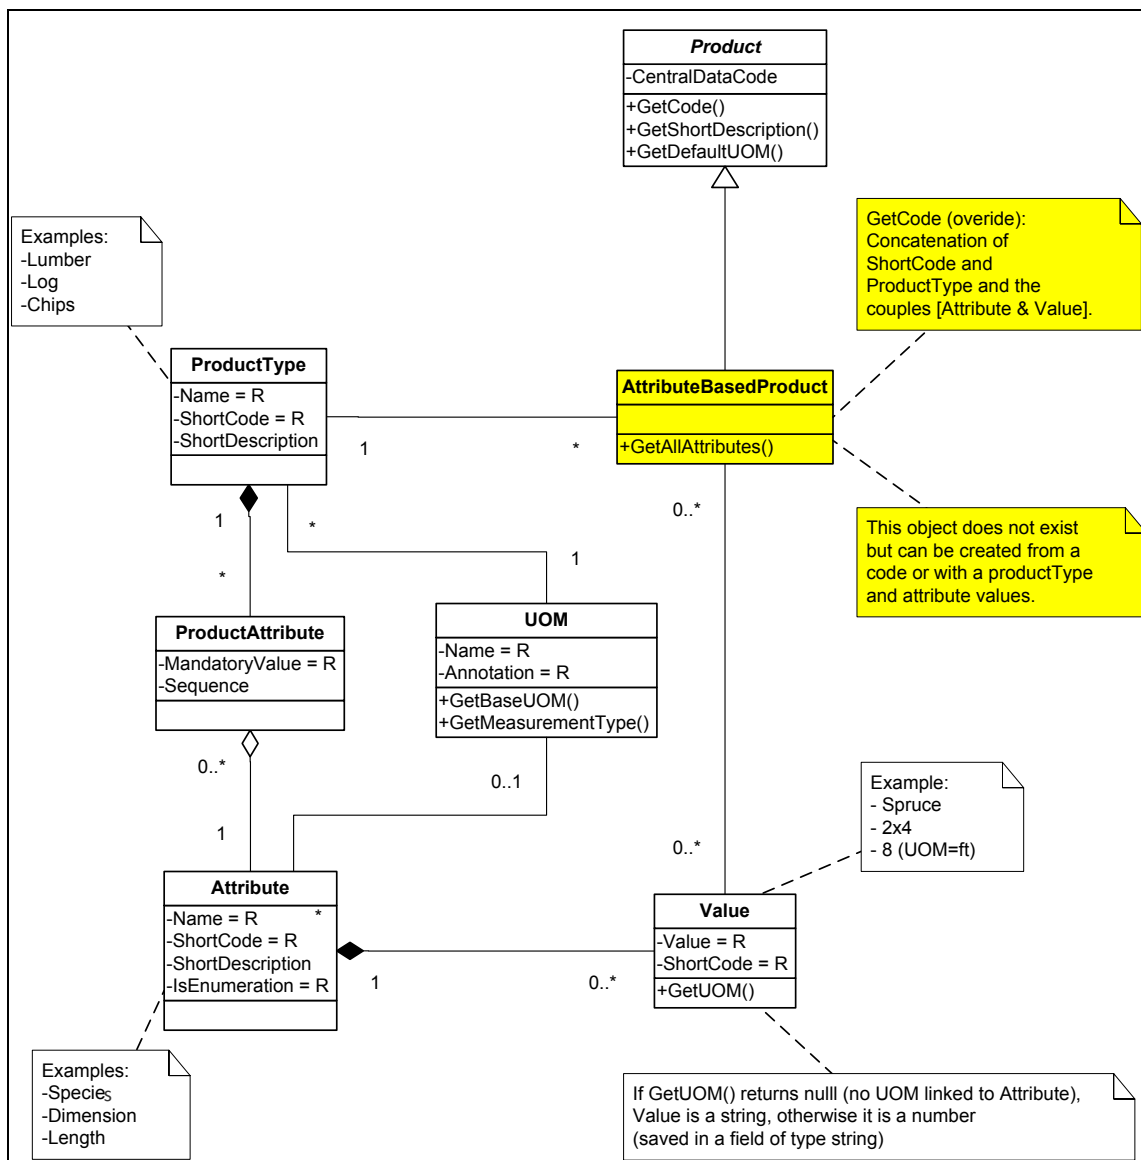 Product
-CentralDataCode
+GetCode()
+GetShortDescription()
+GetDefaultUOM()
Examples:
-Lumber
-Log
-Chips
GetCode (overide):
Concatenation of
ShortCode and
ProductType and the
couples [Attribute & Value].
ProductType
-Name = R
-ShortCode = R
-ShortDescription
AttributeBasedProduct
+GetAllAttributes()
1
*
1
*
0..*
This object does not exist
but can be created from a
code or with a productType
and attribute values.
*
1
ProductAttribute
-MandatoryValue = R
-Sequence
UOM
-Name = R
-Annotation = R
+GetBaseUOM()
+GetMeasurementType()
0..*
0..1
Example:
- Spruce
- 2x4
- 8 (UOM=ft)
1
0..*
Attribute
-Name = R
*
-ShortCode = R
-ShortDescription
-IsEnumeration = R
Value
-Value = R
-ShortCode = R
+GetUOM()
1
0..*
Examples:
-Species
-Dimension
-Length
If GetUOM() returns nulll (no UOM linked to Attribute),
Value is a string, otherwise it is a number
(saved in a field of type string)